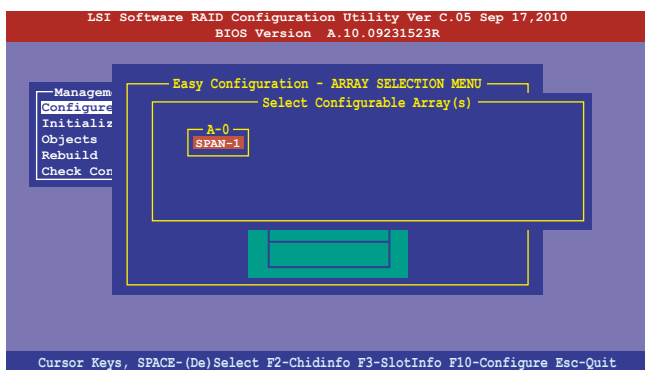 LSI Software RAID Configuration Utility Ver C.05 Sep 17,2010
BIOS Version A.10.09231523R
Easy Configuration - ARRAY SELECTION MENU
Select Configurable Array(s)
A-0
SPAN-1
Managem
Configure
Initializ
Objects
Rebuild
Check Con
Cursor Keys, SPACE-(De)Select F2-Chidinfo F3-SlotInfo F10-Configure Esc-Quit